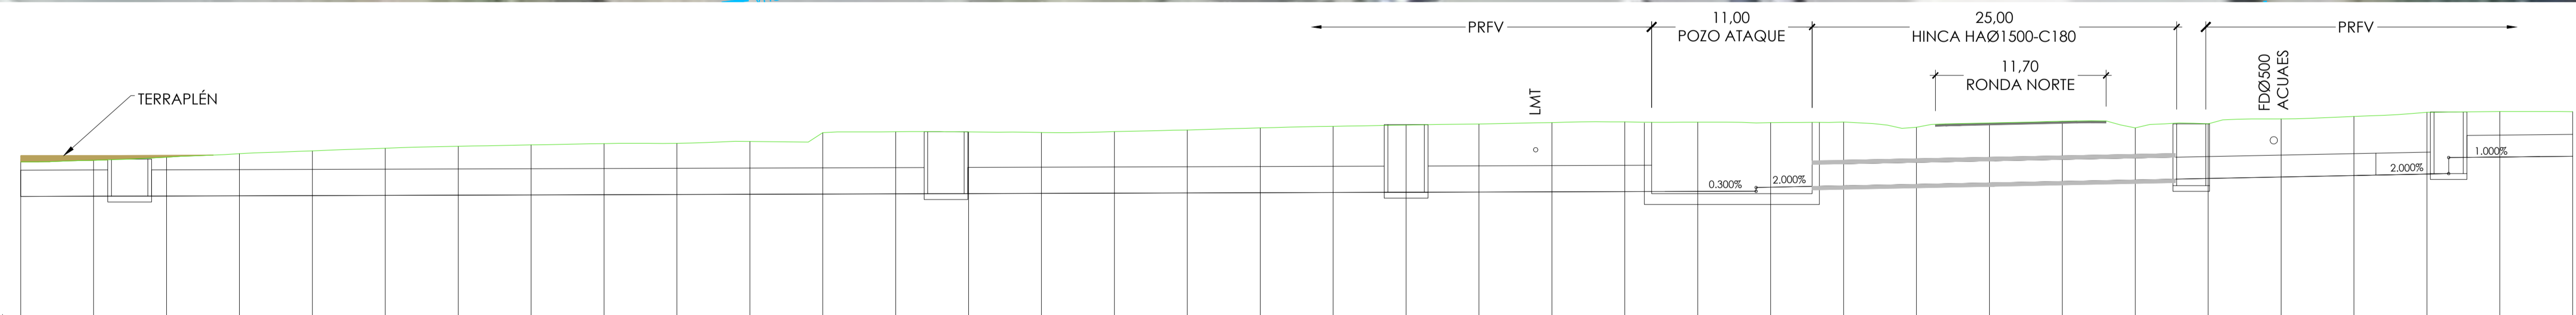 PRFV
11,00
POZO ATAQUE
25,00
HINCA HAØ1500-C180
PRFV
11,70
RONDA NORTE
LMT
FDØ500
ACUAES
TERRAPLÉN
0.300%
2.000%
2.000%
1.000%